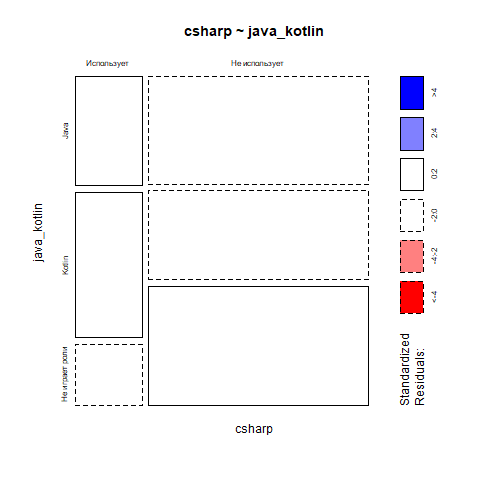 csharp ~ java_kotlin
Использует
Не использует
Java
Kotlin
Не играет роли
java_kotlin
csharp
>4
2:4
0:2
-2:0
-4:-2
<-4
Standardized
Residuals: